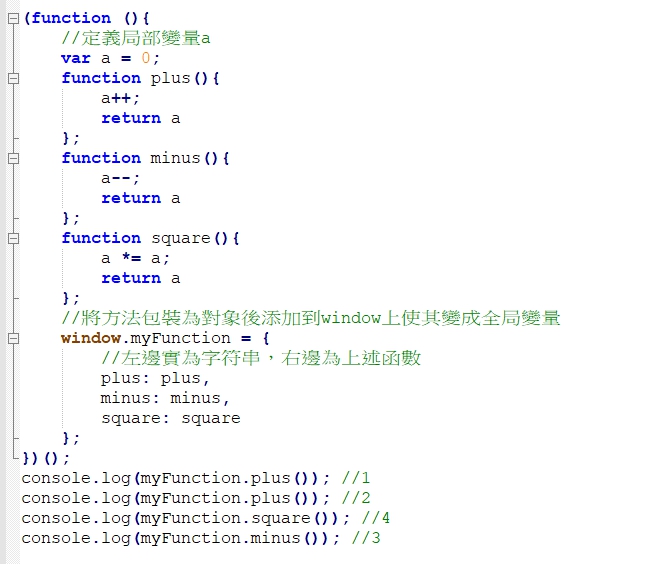 (function (){
    //定義局部變量a
    var a = 0;
    function plus(){
        a++;
        return a
    };
    function minus(){
        a--;
        return a
    };
    function square(){
        a *= a;
        return a
    };
    //將方法包裝為對象後添加到window上使其變成全局變量
    window.myFunction = {
        //左邊實為字符串，右邊為上述函數
        plus: plus,
        minus: minus,
        square: square
    };
})();
console.log(myFunction.plus()); //1
console.log(myFunction.plus()); //2
console.log(myFunction.square()); //4
console.log(myFunction.minus()); //3